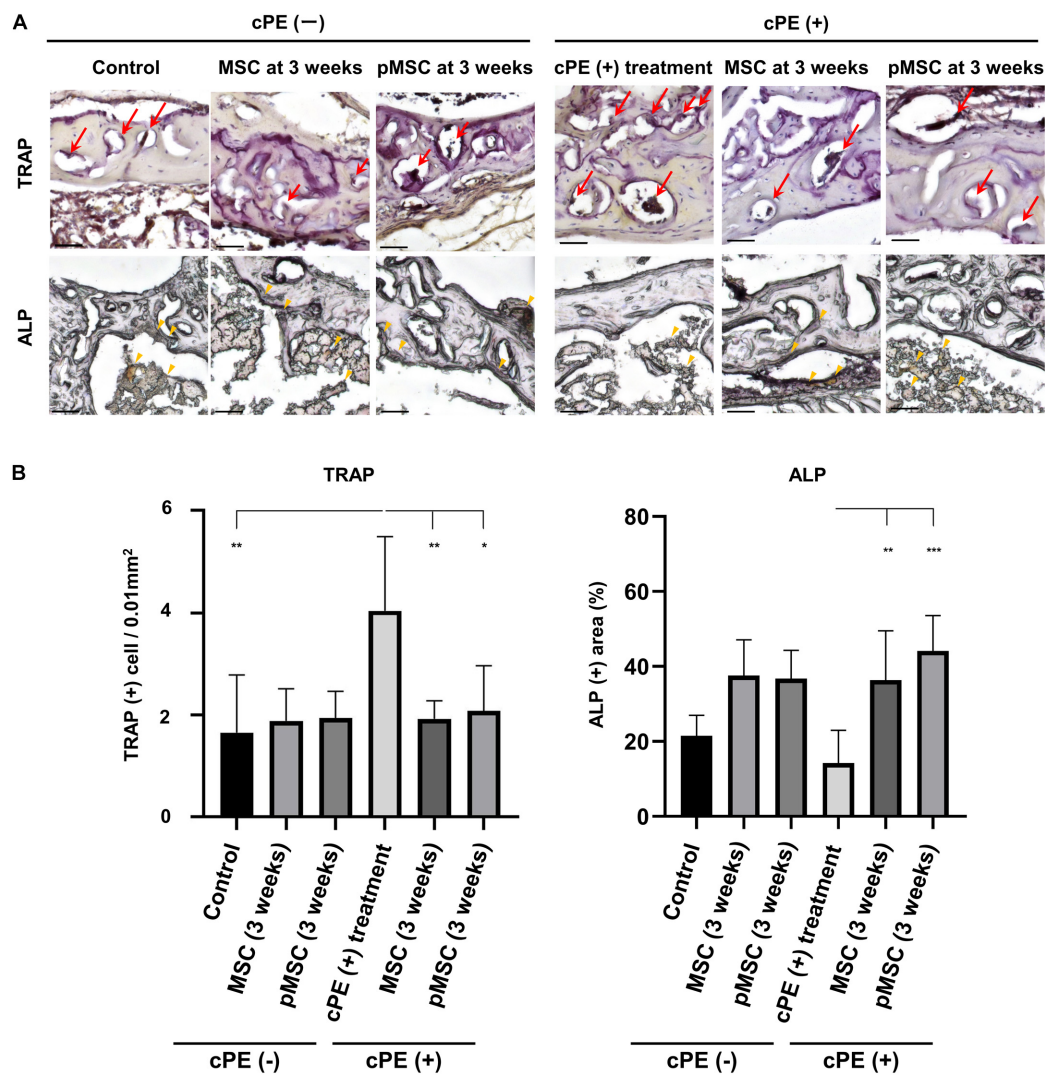 A
cPE (—)
cPE (+)
Control
MSC at 3 weeks
pMSC at 3 weeks
cPE (+) treatment
MSC at 3 weeks
pMSC at 3 weeks
TRAP
ALP
B
TRAP
TRAP (+) cell / 0.01mm²
6
4
2
0
**
**
*
Control
MSC (3 weeks)
pMSC (3 weeks)
cPE (+) treatment
MSC (3 weeks)
pMSC (3 weeks)
cPE (-)
cPE (+)
ALP
ALP (+) area (%)
80
60
40
20
0
**
***
Control
MSC (3 weeks)
pMSC (3 weeks)
cPE (+) treatment
MSC (3 weeks)
pMSC (3 weeks)
cPE (-)
cPE (+)